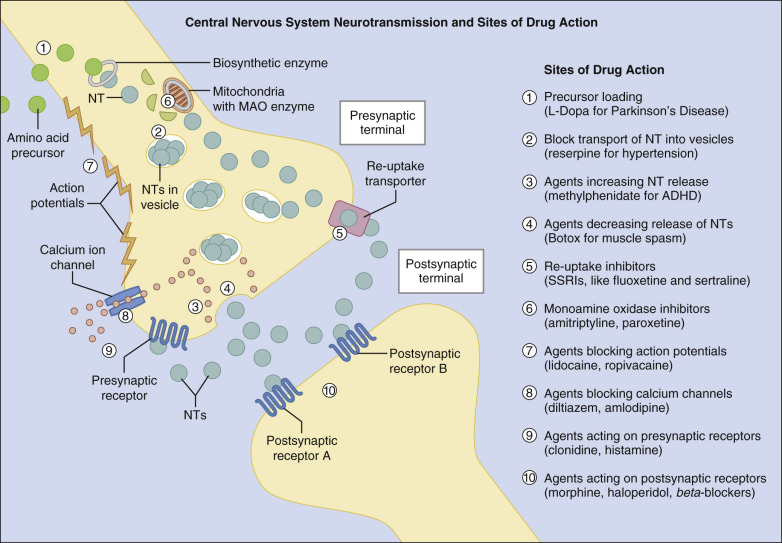 Central Nervous System Neurotransmission and Sites of Drug Action
1
Biosynthetic enzyme
NT
6
Mitochondria
with MAO enzyme
Amino acid
precursor
2
Presynaptic
terminal
7
Action
potentials
NTs in
vesicle
Re-uptake
transporter
5
Calcium ion
channel
Postsynaptic
terminal
4
3
8
9
Presynaptic
receptor
NTs
Postsynaptic
receptor B
10
Postsynaptic
receptor A
Sites of Drug Action
1 Precursor loading
(L-Dopa for Parkinson's Disease)
2 Block transport of NT into vesicles
(reserpine for hypertension)
3 Agents increasing NT release
(methylphenidate for ADHD)
4 Agents decreasing release of NTs
(Botox for muscle spasm)
5 Re-uptake inhibitors
(SSRIs, like fluoxetine and sertraline)
6 Monoamine oxidase inhibitors
(amitriptyline, paroxetine)
7 Agents blocking action potentials
(lidocaine, ropivacaine)
8 Agents blocking calcium channels
(diltiazem, amlodipine)
9 Agents acting on presynaptic receptors
(clonidine, histamine)
10 Agents acting on postsynaptic receptors
(morphine, haloperidol, beta-blockers)